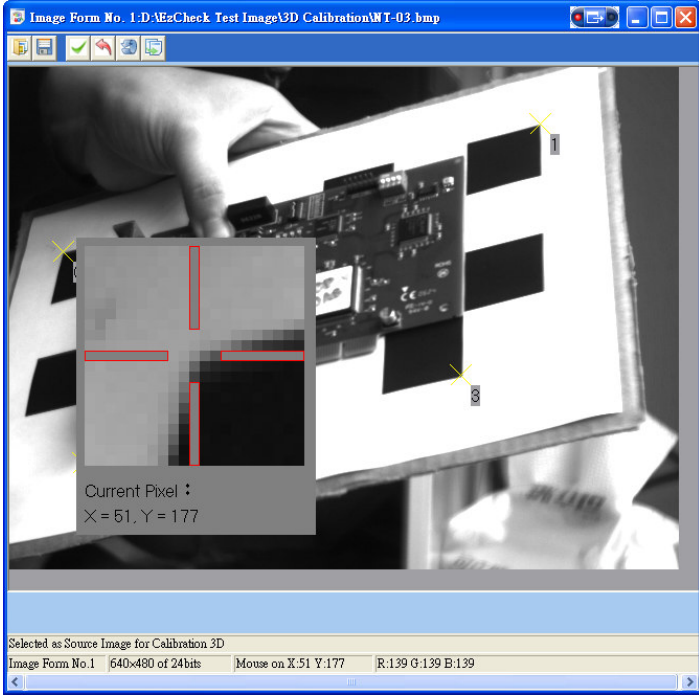 Image Form No. 1:D:\EzCheck Test Image\3D Calibration\NT-03.bmp
1
3
Current Pixel：
X = 51, Y = 177
Selected as Source Image for Calibration 3D
Image Form No.1 640×480 of 24bits Mouse on X:51 Y:177 R:139 G:139 B:139